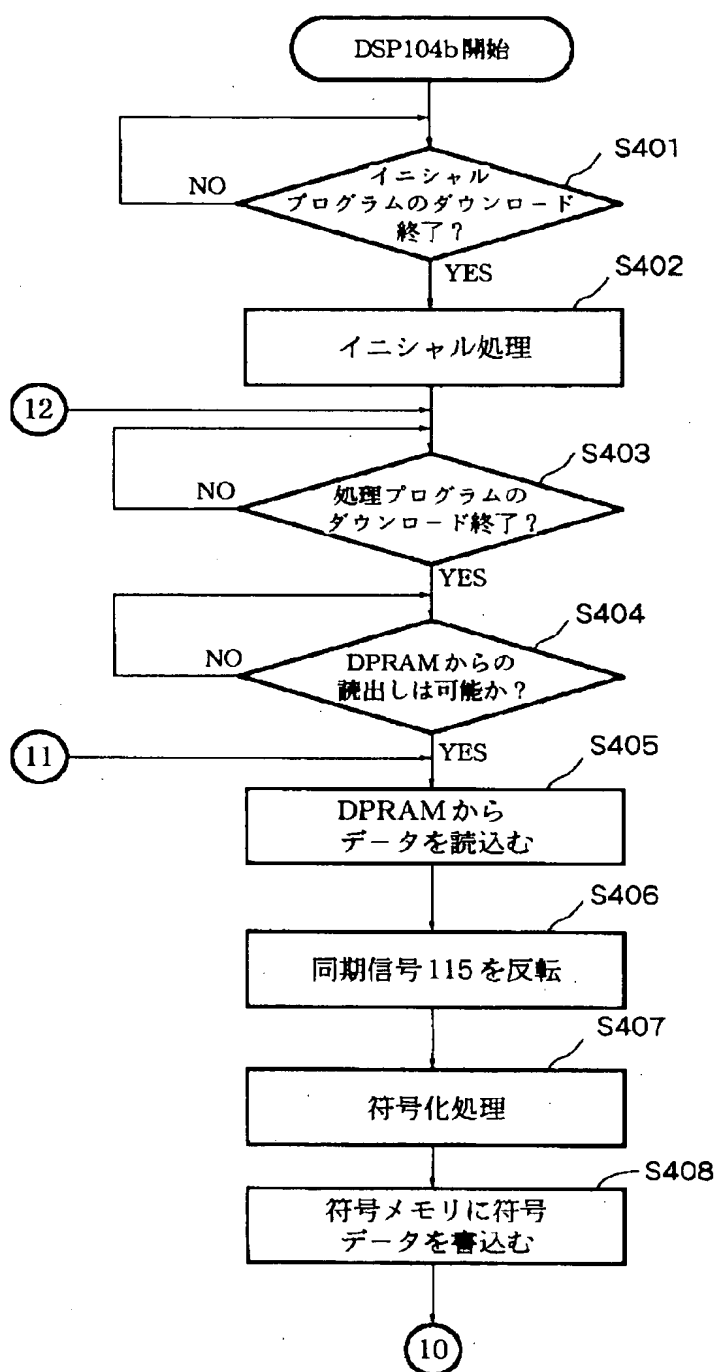 DSP104b開始
S401
イニシャル
プログラムのダウンロード
終了?
NO
YES
S402
イニシャル処理
12
S403
処理プログラムの
ダウンロード終了?
NO
YES
S404
DPRAMからの
読出しは可能か?
NO
YES
11
S405
DPRAMから
データを読込む
S406
同期信号115を反転
S407
符号化処理
S408
符号メモリに符号
データを書込む
10